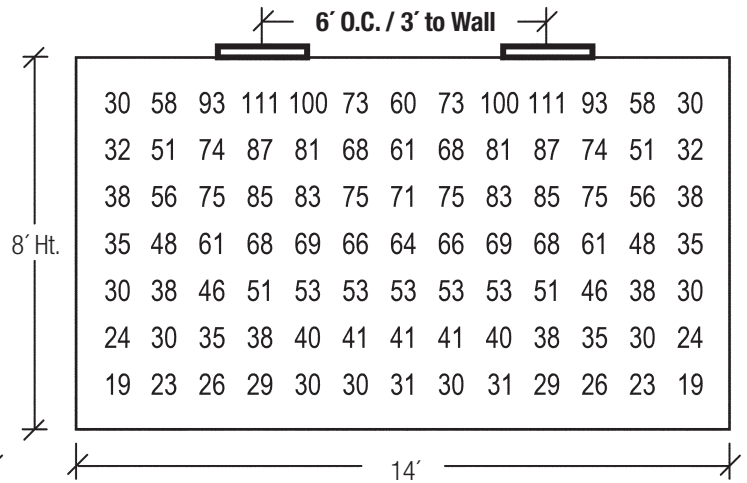 6´ O.C. / 3´ to Wall
30 58 93 111 100 73 60 73 100 111 93 58 30
32 51 74 87 81 68 61 68 81 87 74 51 32
38 56 75 85 83 75 71 75 83 85 75 56 38
8´ Ht.
35 48 61 68 69 66 64 66 69 68 61 48 35
30 38 46 51 53 53 53 53 53 51 46 38 30
24 30 35 38 40 41 41 41 40 38 35 30 24
19 23 26 29 30 30 31 30 31 29 26 23 19
14´